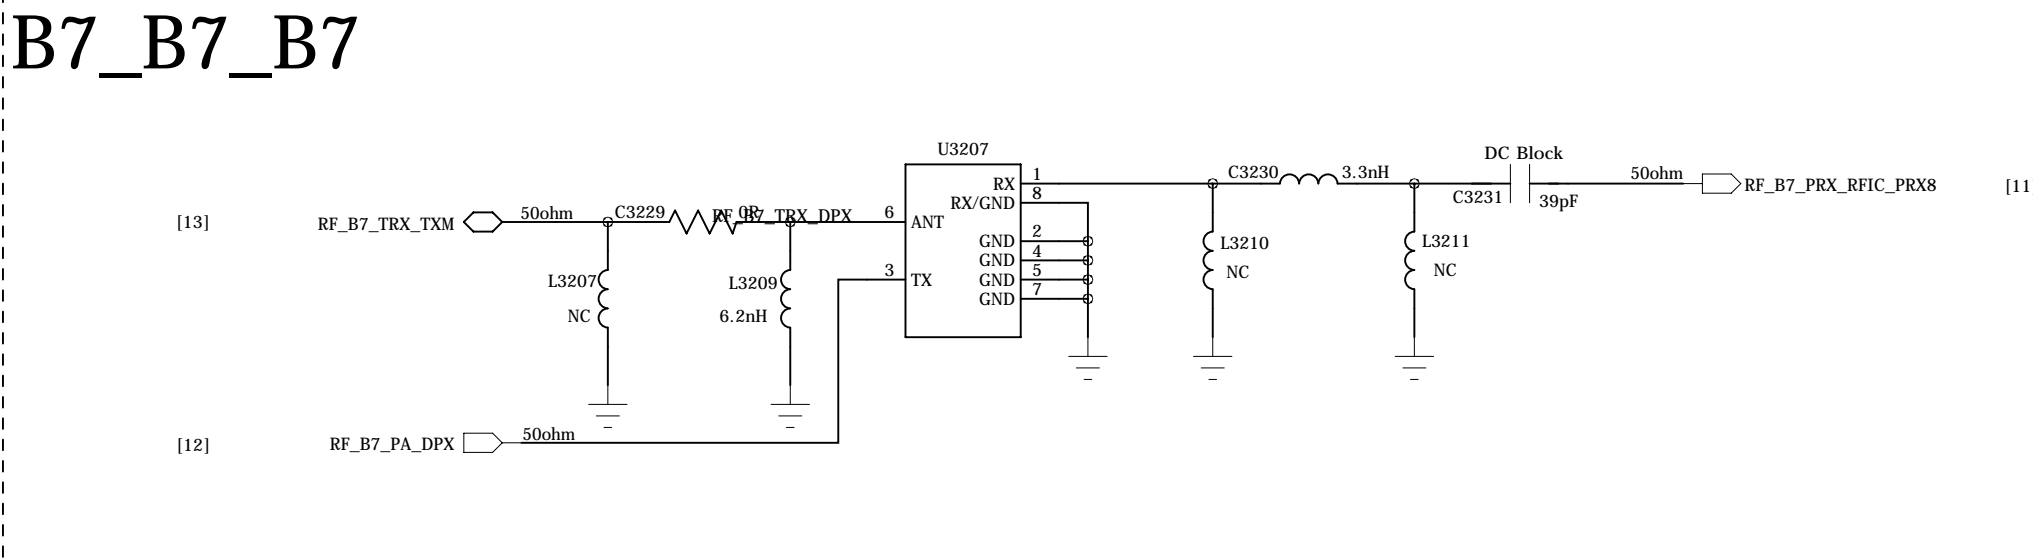 B7_B7_B7
U3207
DC Block
RX 1 C3230 3.3nH 50ohm RF_B7_PRX_RFIC_PRX8 [11
RX/GND 8 C3231 39pF
[13] RF_B7_TRX_TXM 50ohm C3229 0R RF_B7_TRX_DPX 6 ANT
GND 2 L3210 L3211
GND 4 NC NC
L3207 L3209 3 TX GND 5
GND 7
NC 6.2nH
[12] RF_B7_PA_DPX 50ohm